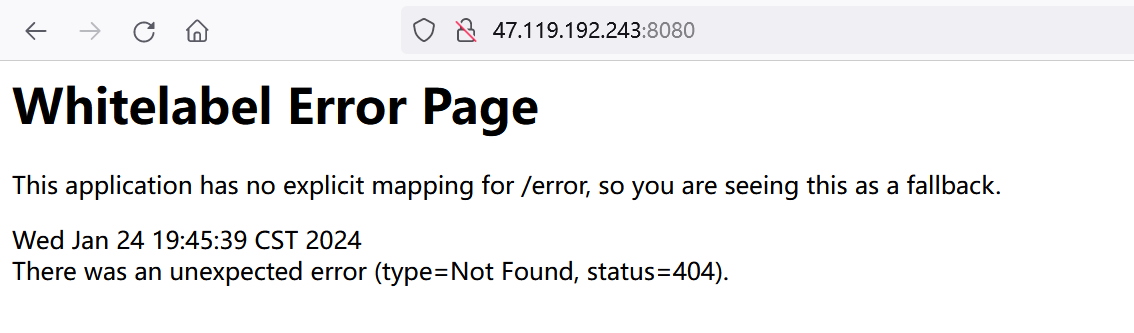 47.119.192.243:8080
Whitelabel Error Page
This application has no explicit mapping for /error, so you are seeing this as a fallback.
Wed Jan 24 19:45:39 CST 2024
There was an unexpected error (type=Not Found, status=404).